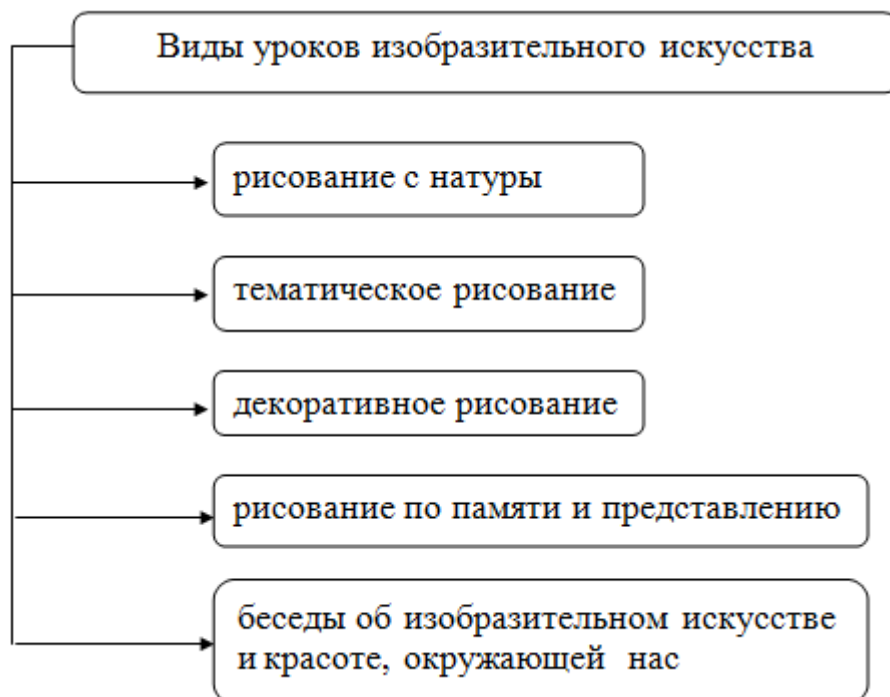 Виды уроков изобразительного искусства
рисование с натуры
тематическое рисование
декоративное рисование
рисование по памяти и представлению
беседы об изобразительном искусстве
и красоте, окружающей нас